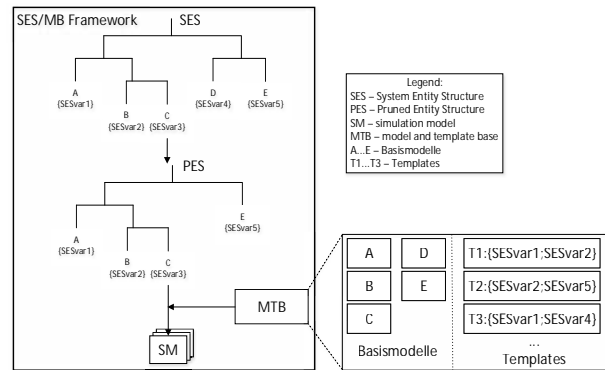 SES/MB Framework
SES
A
{SESvar1}
B
{SESvar2}
C
{SESvar3}
D
{SESvar4}
E
{SESvar5}
PES
A
{SESvar1}
B
{SESvar2}
C
{SESvar3}
E
{SESvar5}
MTB
SM
Legend:
SES – System Entity Structure
PES – Pruned Entity Structure
SM – simulation model
MTB – model and template base
A...E – Basismodelle
T1...T3 – Templates
A
D
B
E
C
Basismodelle
T1:{SESvar1;SESvar2}
T2:{SESvar2;SESvar5}
T3:{SESvar1;SESvar4}
...
Templates